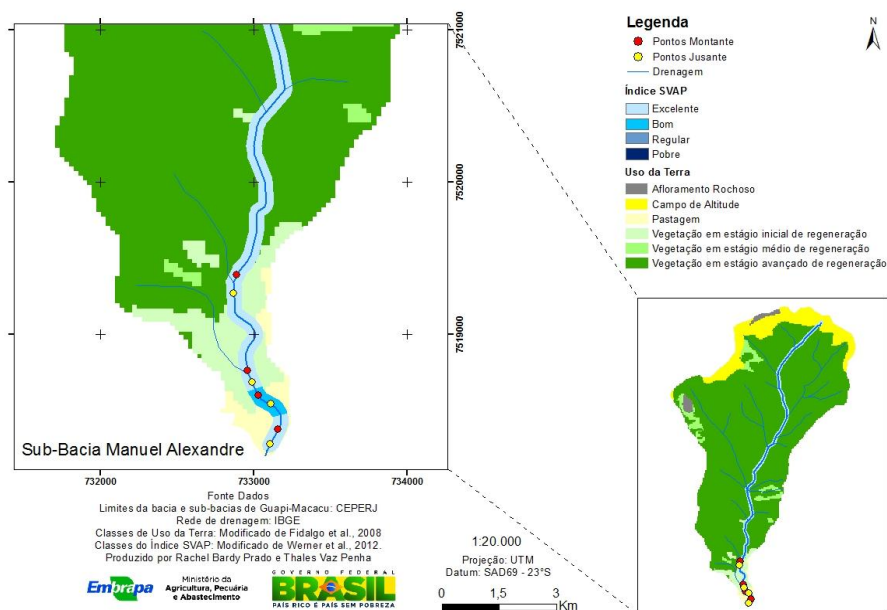 7521000
7520000
7519000
732000
733000
734000
Sub-Bacia Manuel Alexandre
Legenda
Pontos Montante
Pontos Jusante
Drenagem
Índice SVAP
Excelente
Bom
Regular
Pobre
Uso da Terra
Afloramento Rochoso
Campo de Altitude
Pastagem
Vegetação em estágio inicial de regeneração
Vegetação em estágio médio de regeneração
Vegetação em estágio avançado de regeneração
N
Fonte Dados
Limites da bacia e sub-bacias de Guapi-Macacu: CEPERJ
Rede de drenagem: IBGE
Classes de Uso da Terra: Modificado de Fidalgo et al., 2008
Classes do Índice SVAP: Modificado de Werner et al., 2012.
Produzido por Rachel Bardy Prado e Thales Vaz Penha
Embrapa
Ministério da
Agricultura, Pecuária
e Abastecimento
GOVERNO FEDERAL
BRASIL
PAÍS RICO É PAÍS SEM POBREZA
1:20.000
Projeção: UTM
Datum: SAD69 - 23°S
0 1,5 3
Km